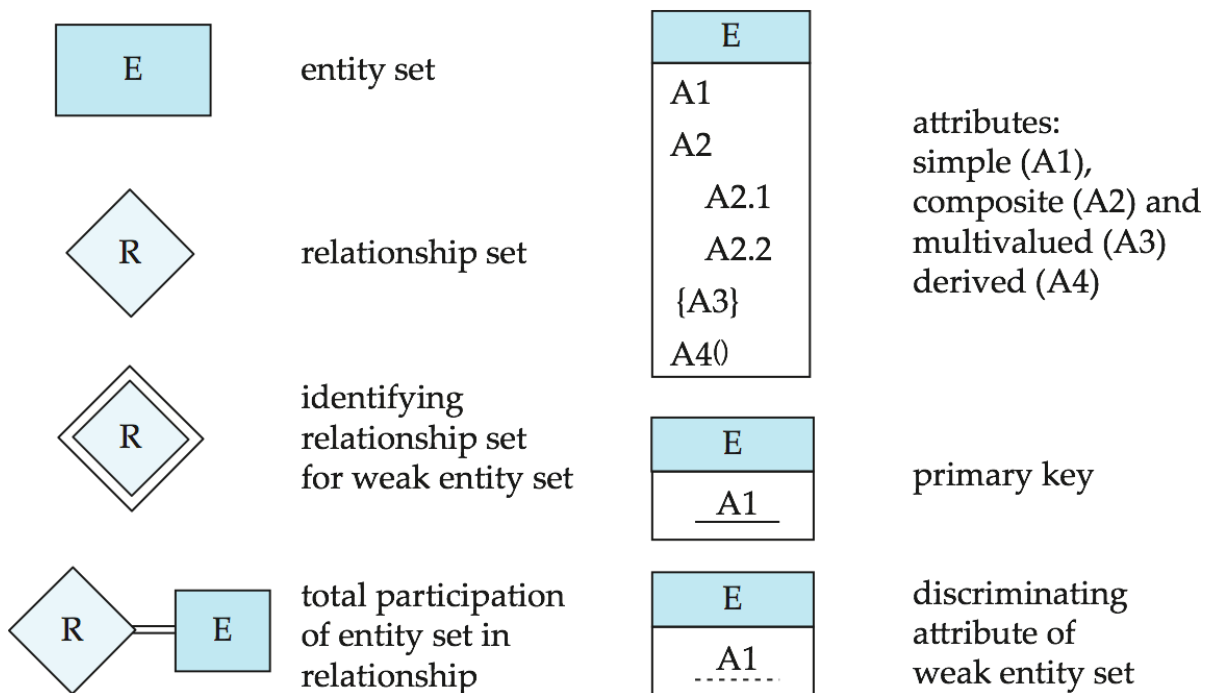 E
entity set
R
relationship set
R
identifying
relationship set
for weak entity set
R
E
total participation
of entity set in
relationship
E
A1
A2
A2.1
A2.2
{A3}
A4()
attributes:
simple (A1),
composite (A2) and
multivalued (A3)
derived (A4)
E
A1
primary key
E
A1
discriminating
attribute of
weak entity set